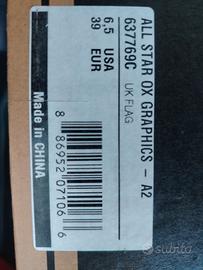 ALL STAR OX GRAPHICS - A2
637769C
UK FLAG
6,5 USA
39 EUR
8 86952 07106 6
Made in CHINA
subito